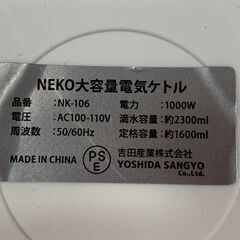 NEKO大容量電気ケトル
品番 : NK-106 電力 : 1000W
電圧 : AC100-110V 満水容量 : 約2300ml
周波数 : 50/60Hz 定格容量 : 約1600ml
MADE IN CHINA PSE 吉田産業株式会社
YOSHIDA SANGYO
Co.,Ltd.